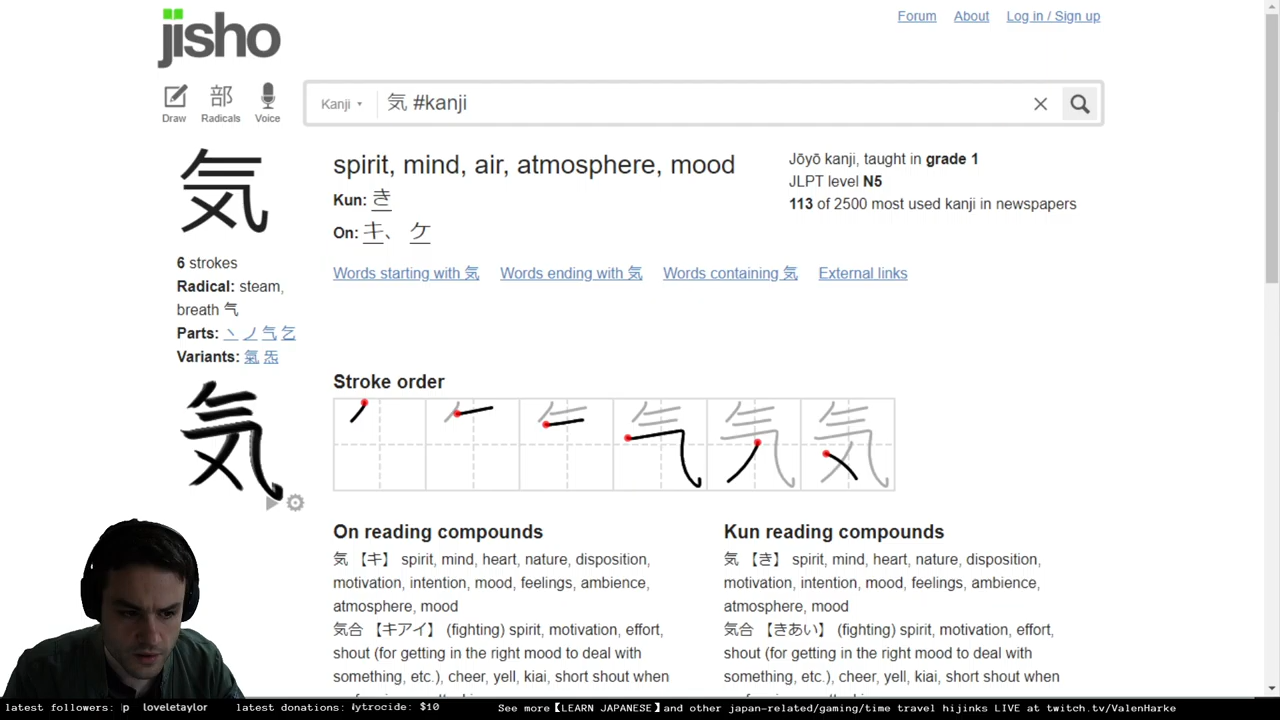 Forum About Log in / Sign up
jisho
Draw Radicals Voice
Kanji 気 #kanji
気
spirit, mind, air, atmosphere, mood
Kun: き
On: キ、 ケ
Jōyō kanji, taught in grade 1
JLPT level N5
113 of 2500 most used kanji in newspapers
Words starting with 気 Words ending with 気 Words containing 気 External links
6 strokes
Radical: steam,
breath 气
Parts: 丶 ノ 气 乞
Variants: 氣 炁
気
Stroke order
On reading compounds
気 【キ】 spirit, mind, heart, nature, disposition,
motivation, intention, mood, feelings, ambience,
atmosphere, mood
気合 【キアイ】 (fighting) spirit, motivation, effort,
shout (for getting in the right mood to deal with
something, etc.), cheer, yell, kiai, short shout when
Kun reading compounds
気 【き】 spirit, mind, heart, nature, disposition,
motivation, intention, mood, feelings, ambience,
atmosphere, mood
気合 【きあい】 (fighting) spirit, motivation, effort,
shout (for getting in the right mood to deal with
something, etc.), cheer, yell, kiai, short shout when
latest followers: loveletaylor latest donations: ytrocide: $10 See more【LEARN JAPANESE】and other japan-related/gaming/time travel hijinks LIVE at twitch.tv/ValenHarke